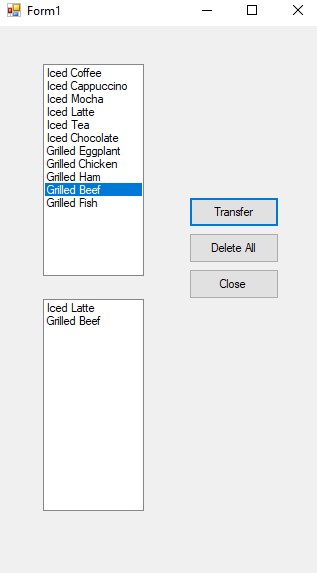 Form1
Iced Coffee
Iced Cappuccino
Iced Mocha
Iced Latte
Iced Tea
Iced Chocolate
Grilled Eggplant
Grilled Chicken
Grilled Ham
Grilled Beef
Grilled Fish
Transfer
Delete All
Close
Iced Latte
Grilled Beef